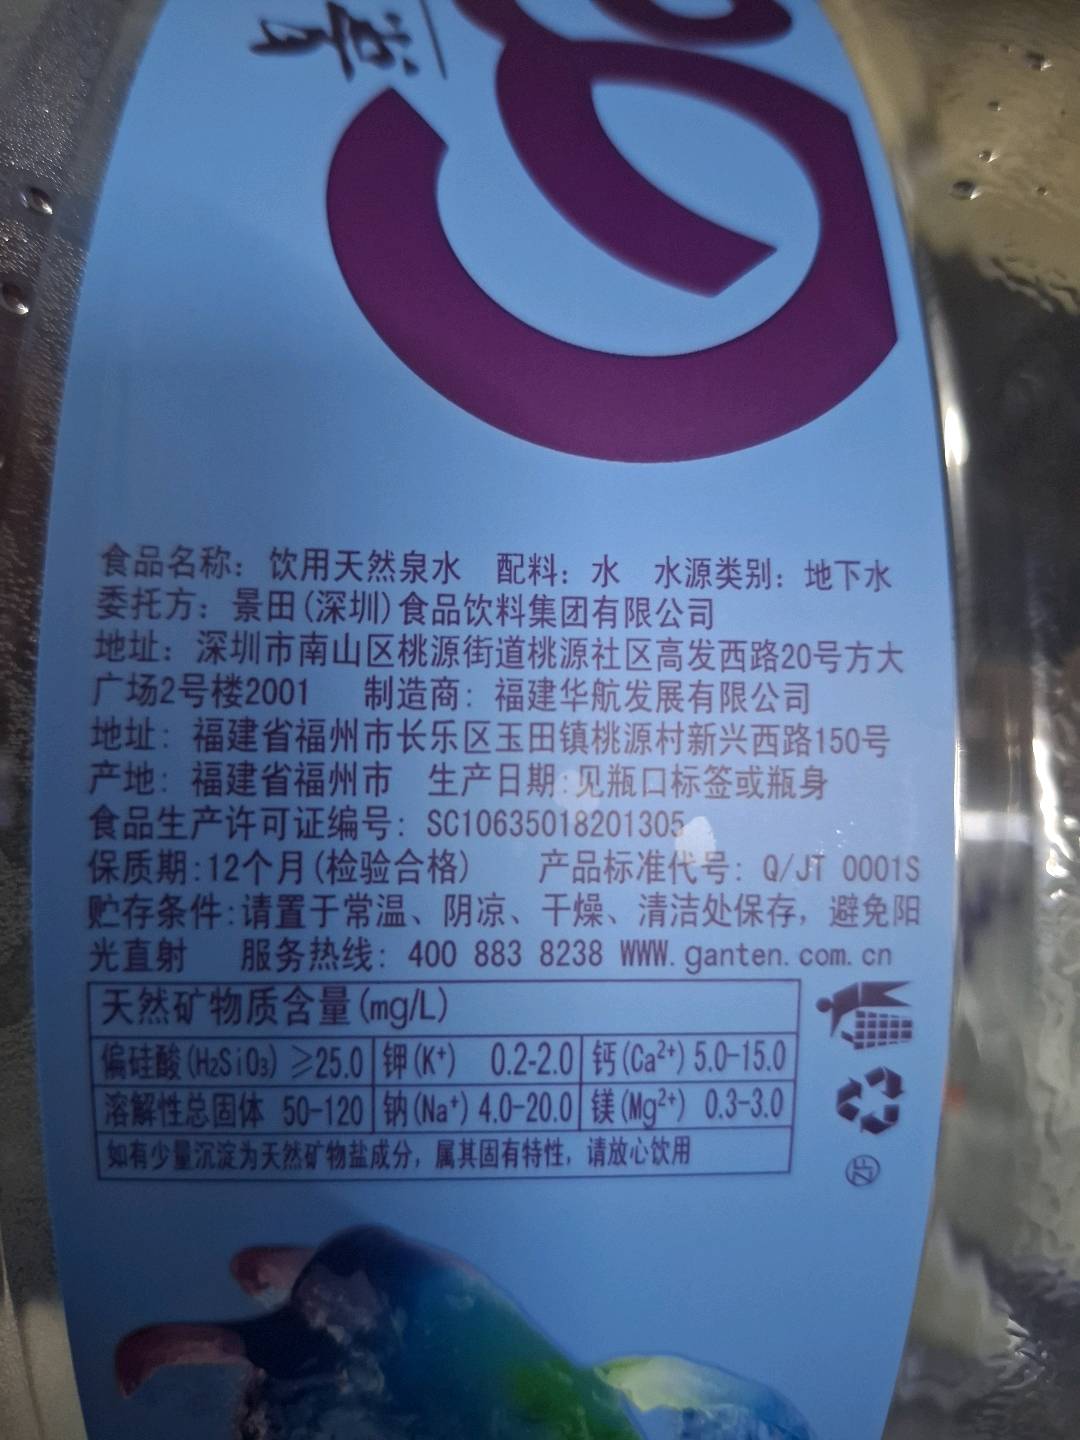 食品名称：饮用天然泉水 配料：水 水源类别：地下水
委托方：景田(深圳)食品饮料集团有限公司
地址：深圳市南山区桃源街道桃源社区高发西路20号方大
广场2号楼2001 制造商：福建华航发展有限公司
地址：福建省福州市长乐区玉田镇桃源村新兴西路150号
产地：福建省福州市 生产日期:见瓶口标签或瓶身
食品生产许可证编号：SC10635018201305
保质期:12个月(检验合格) 产品标准代号：Q/JT 0001S
贮存条件:请置于常温、阴凉、干燥、清洁处保存，避免阳
光直射 服务热线：400 883 8238 WWW.ganten.com.cn
天然矿物质含量(mg/L)
偏硅酸(H₂SiO₃) ≥25.0 钾(K⁺) 0.2-2.0 钙(Ca²⁺) 5.0-15.0
溶解性总固体 50-120 钠(Na⁺) 4.0-20.0 镁(Mg²⁺) 0.3-3.0
如有少量沉淀为天然矿物盐成分，属其固有特性，请放心饮用